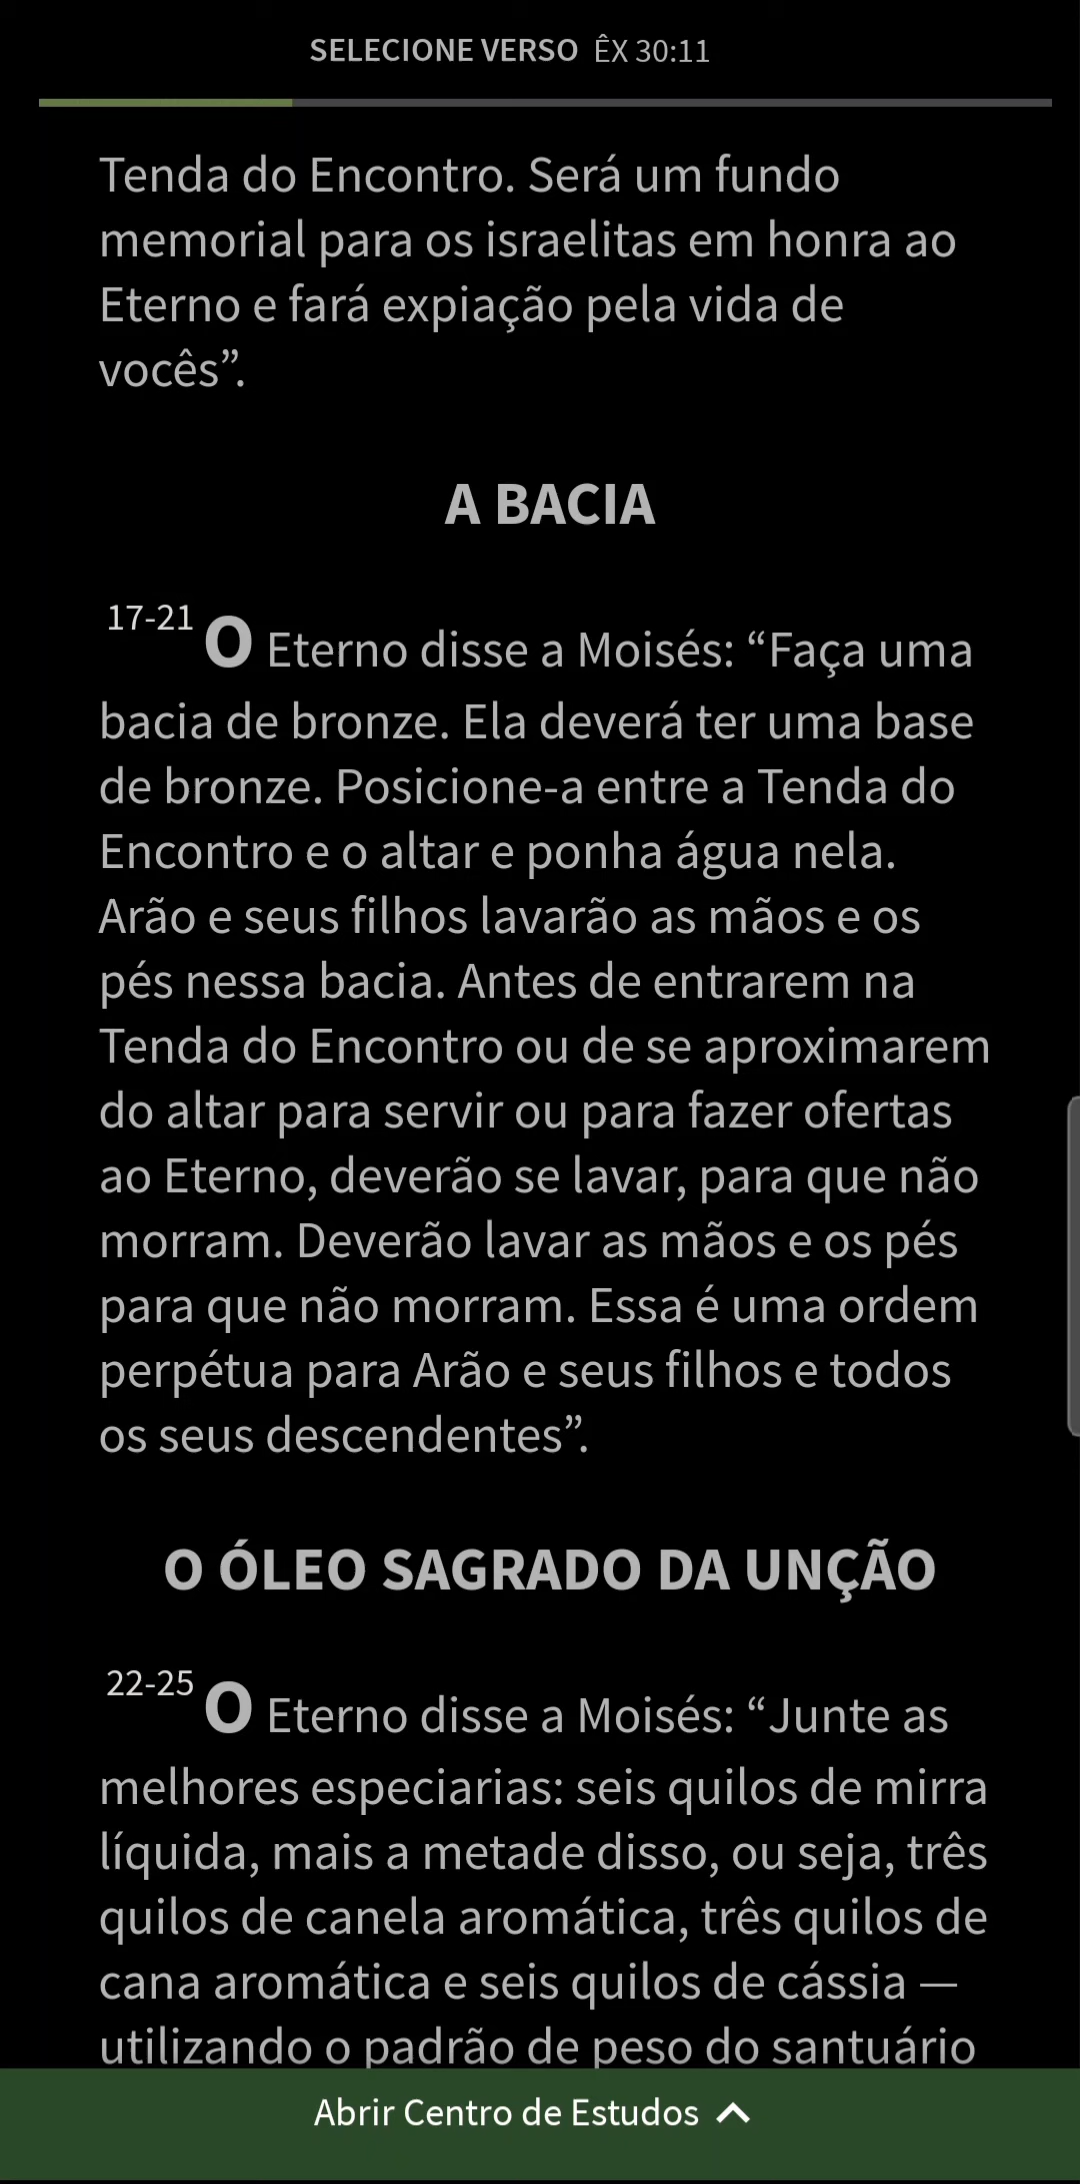 SELECIONE VERSO ÊX 30:11
Tenda do Encontro. Será um fundo
memorial para os israelitas em honra ao
Eterno e fará expiação pela vida de
vocês”.
A BACIA
17-21 O Eterno disse a Moisés: “Faça uma
bacia de bronze. Ela deverá ter uma base
de bronze. Posicione-a entre a Tenda do
Encontro e o altar e ponha água nela.
Arão e seus filhos lavarão as mãos e os
pés nessa bacia. Antes de entrarem na
Tenda do Encontro ou de se aproximarem
do altar para servir ou para fazer ofertas
ao Eterno, deverão se lavar, para que não
morram. Deverão lavar as mãos e os pés
para que não morram. Essa é uma ordem
perpétua para Arão e seus filhos e todos
os seus descendentes”.
O ÓLEO SAGRADO DA UNÇÃO
22-25 O Eterno disse a Moisés: “Junte as
melhores especiarias: seis quilos de mirra
líquida, mais a metade disso, ou seja, três
quilos de canela aromática, três quilos de
cana aromática e seis quilos de cássia —
utilizando o padrão de peso do santuário
Abrir Centro de Estudos